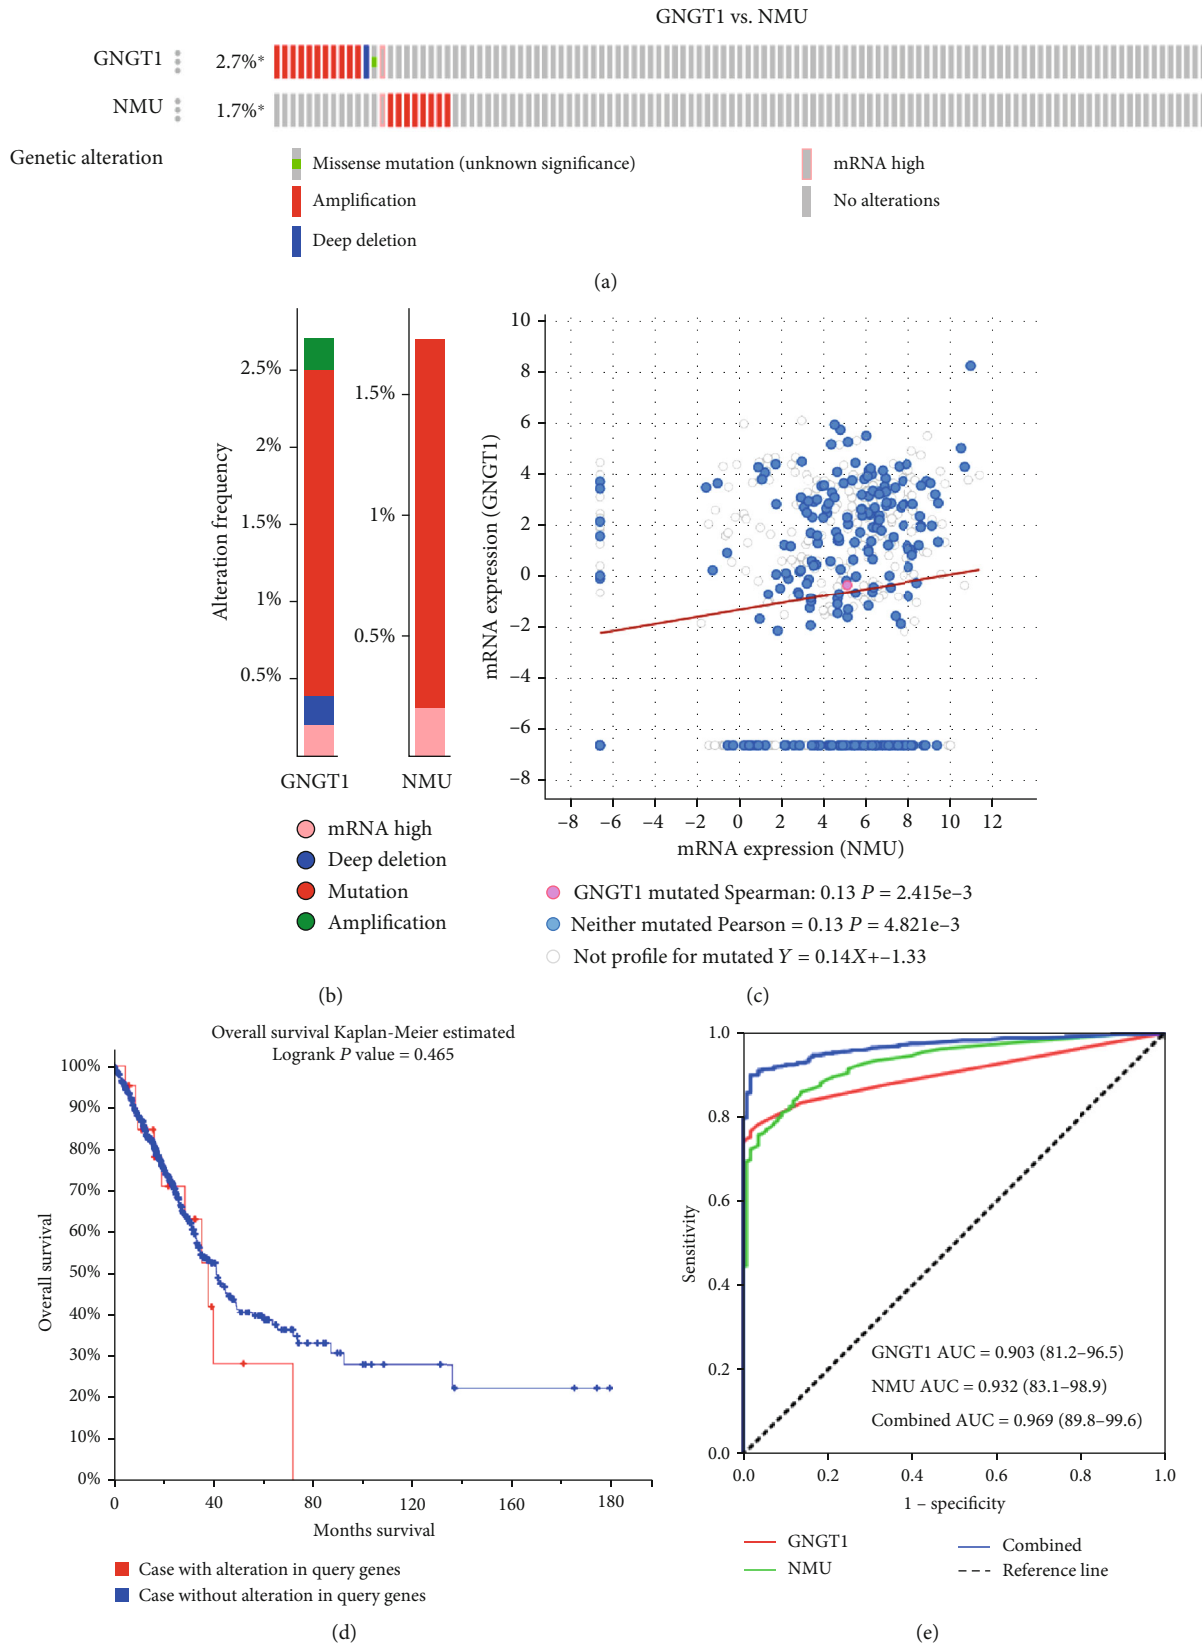 GNGT1 vs. NMU
GNGT1 2.7%*
NMU 1.7%*
Genetic alteration
Missense mutation (unknown significance)
Amplification
Deep deletion
mRNA high
No alterations
(a)
Alteration frequency
2.5%
2%
1.5%
1%
0.5%
GNGT1
1.5%
1%
0.5%
NMU
mRNA high
Deep deletion
Mutation
Amplification
(b)
mRNA expression (GNGT1)
10
8
6
4
2
0
–2
–4
–6
–8
–8 –6 –4 –2 0 2 4 6 8 10 12
mRNA expression (NMU)
GNGT1 mutated Spearman: 0.13 P = 2.415e–3
Neither mutated Pearson = 0.13 P = 4.821e–3
Not profile for mutated Y = 0.14X+–1.33
(c)
Overall survival Kaplan-Meier estimated
Logrank P value = 0.465
Overall survival
100%
90%
80%
70%
60%
50%
40%
30%
20%
10%
0%
0 40 80 120 160 180
Months survival
Case with alteration in query genes
Case without alteration in query genes
(d)
Sensitivity
1.0
0.8
0.6
0.4
0.2
0.0
GNGT1 AUC = 0.903 (81.2–96.5)
NMU AUC = 0.932 (83.1–98.9)
Combined AUC = 0.969 (89.8–99.6)
0.0 0.2 0.4 0.6 0.8 1.0
1 – specificity
GNGT1
NMU
Combined
Reference line
(e)